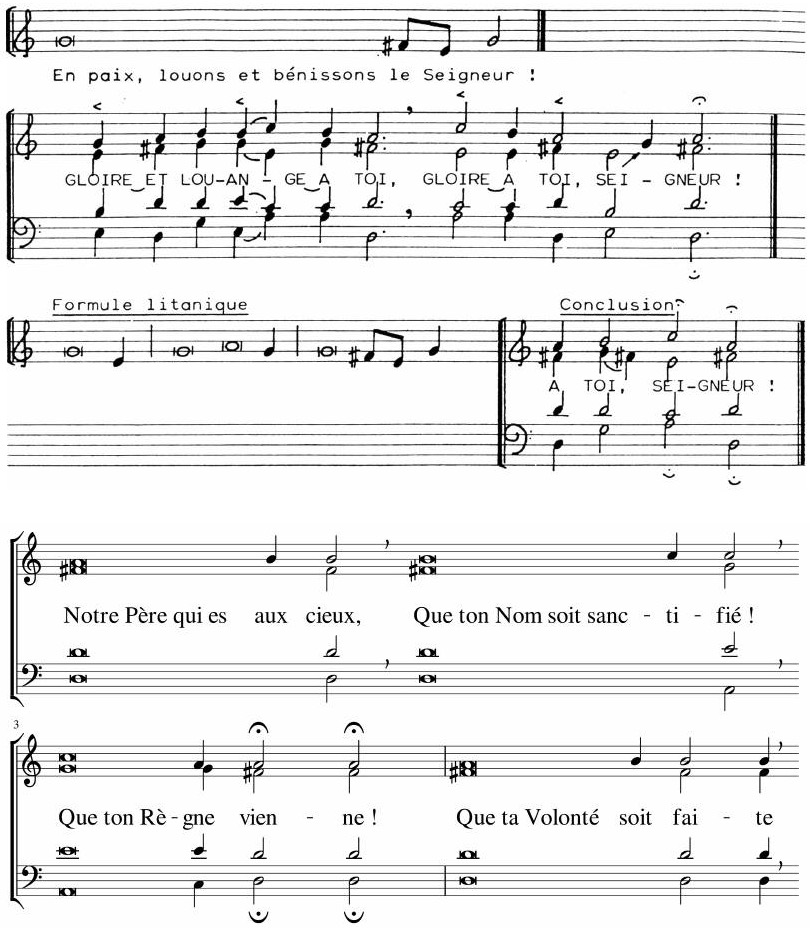 En paix, louons et bénissons le Seigneur !
GLOIRE ET LOU-AN - GE A TOI, GLOIRE A TOI, SEI - GNEUR !
Formule litanique
Conclusion
A TOI, SEI-GNEUR !
Notre Père qui es aux cieux, Que ton Nom soit sanc - ti - fié !
3
Que ton Rè - gne vien - ne ! Que ta Volonté soit fai - te